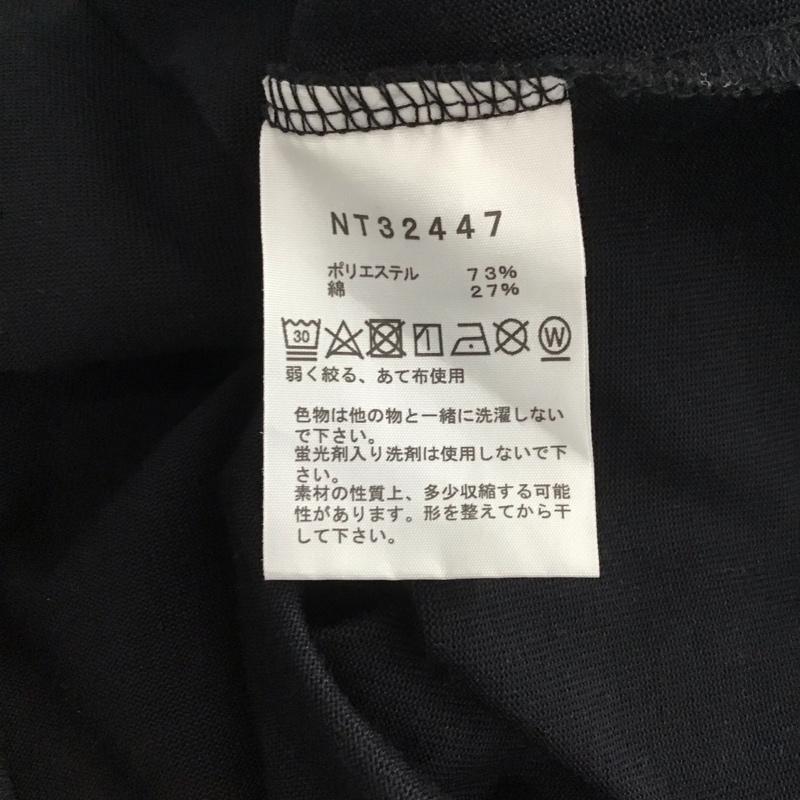 NT32447
ポリエステル 73%
綿 27%
30 W
弱く絞る、あて布使用
色物は他の物と一緒に洗濯しない
で下さい。
蛍光剤入り洗剤は使用しないで下
さい。
素材の性質上、多少収縮する可能
性があります。形を整えてから干
して下さい。